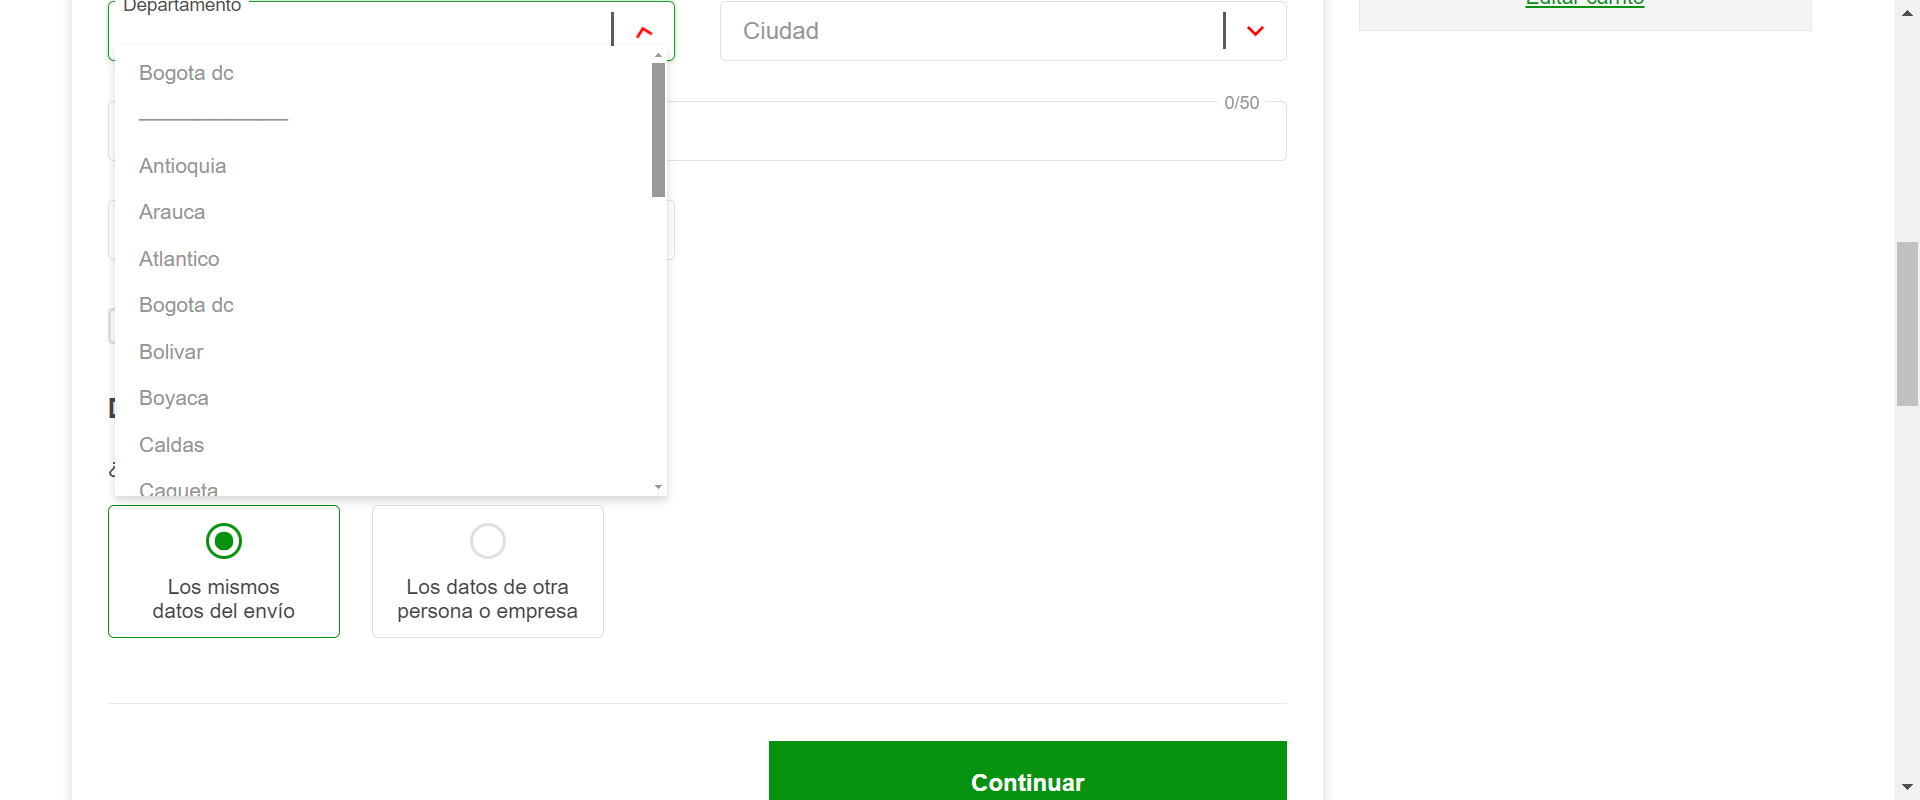 Departamento
Ciudad
Editar carrito
Bogota dc
______________
0/50
Antioquia
Arauca
Atlantico
Bogota dc
Bolivar
Boyaca
Caldas
Caqueta
¿
Los mismos
datos del envío
Los datos de otra
persona o empresa
Continuar